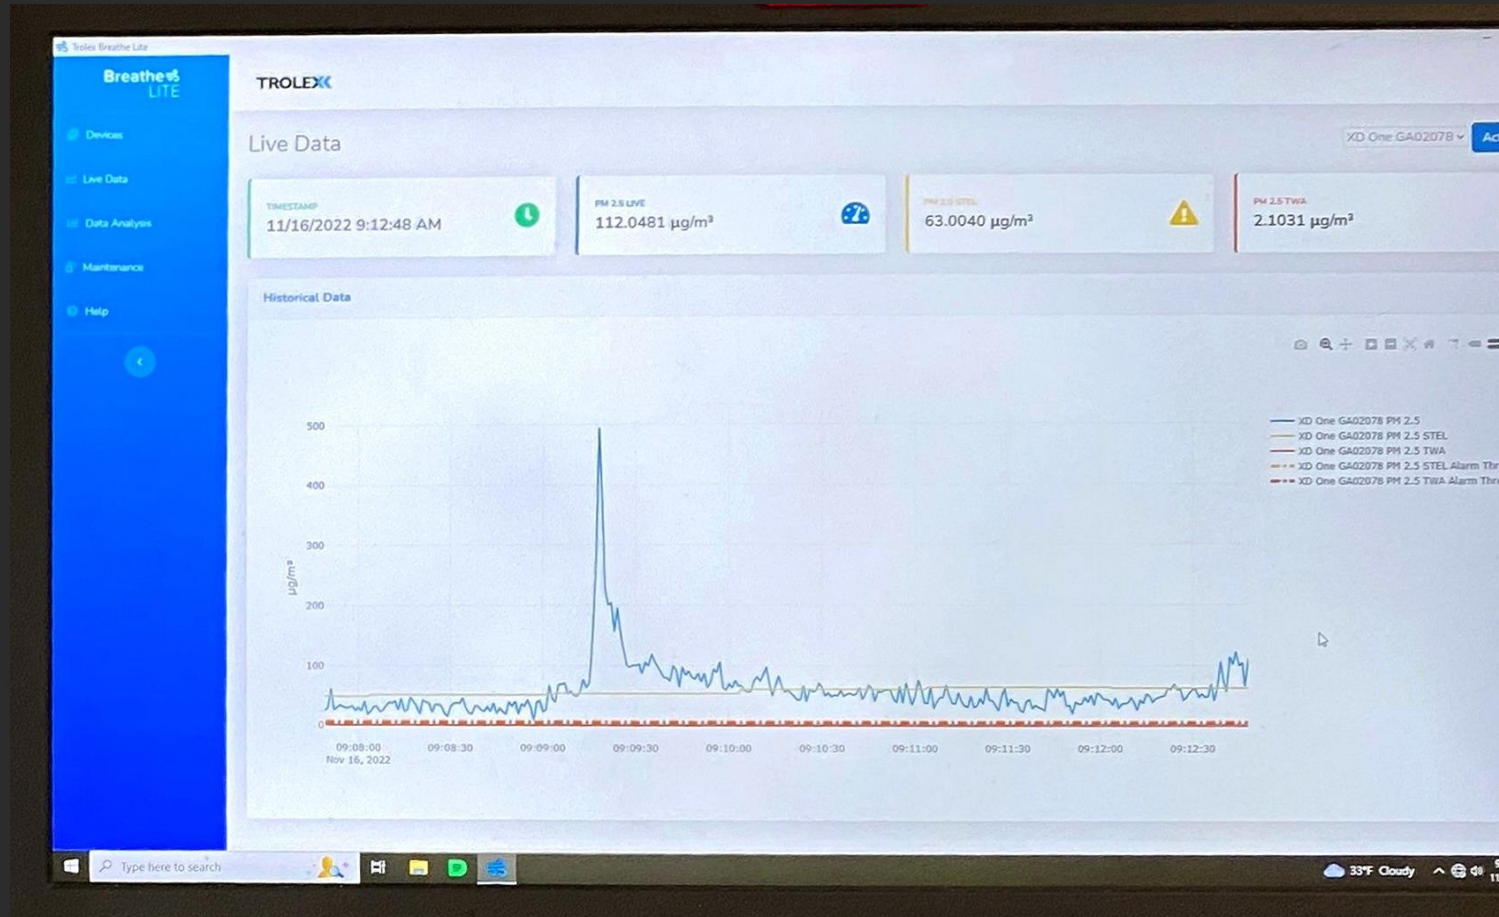 Trolex Breathe Lite
Breathe
LITE
TROLEX
Devices
Live Data
Data Analysis
Maintenance
Help
Live Data
XD One GA02078
TIMESTAMP
11/16/2022 9:12:48 AM
PM 2.5 LIVE
112.0481 µg/m³
PM 2.5 STEL
63.0040 µg/m³
PM 2.5 TWA
2.1031 µg/m³
Historical Data
XD One GA02078 PM 2.5
XD One GA02078 PM 2.5 STEL
XD One GA02078 PM 2.5 TWA
XD One GA02078 PM 2.5 STEL Alarm Thr
XD One GA02078 PM 2.5 TWA Alarm Thr
µg/m³
500
400
300
200
100
0
09:08:00 09:08:30 09:09:00 09:09:30 09:10:00 09:10:30 09:11:00 09:11:30 09:12:00 09:12:30
Nov 16, 2022
Type here to search
33°F Cloudy